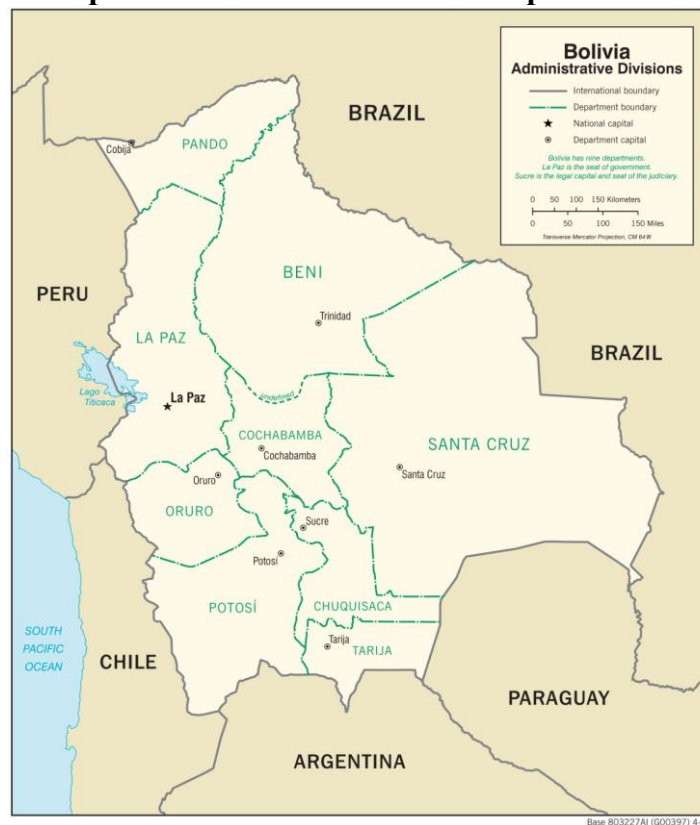 Bolivia
Administrative Divisions
International boundary
Department boundary
National capital
Department capital
Bolivia has nine departments.
La Paz is the seat of government.
Sucre is the legal capital and seat of the judiciary.
0 50 100 150 Kilometers
0 50 100 150 Miles
Transverse Mercator Projection, CM 64W
BRAZIL
Cobija
PANDO
BENI
PERU
Trinidad
LA PAZ
BRAZIL
Lago
Titicaca
La Paz
undefined
COCHABAMBA
Cochabamba
SANTA CRUZ
Santa Cruz
Oruro
ORURO
Sucre
Potosí
POTOSÍ
CHUQUISACA
SOUTH
PACIFIC
OCEAN
CHILE
Tarija
TARIJA
PARAGUAY
ARGENTINA
Base 803227AI (G00397) 4-